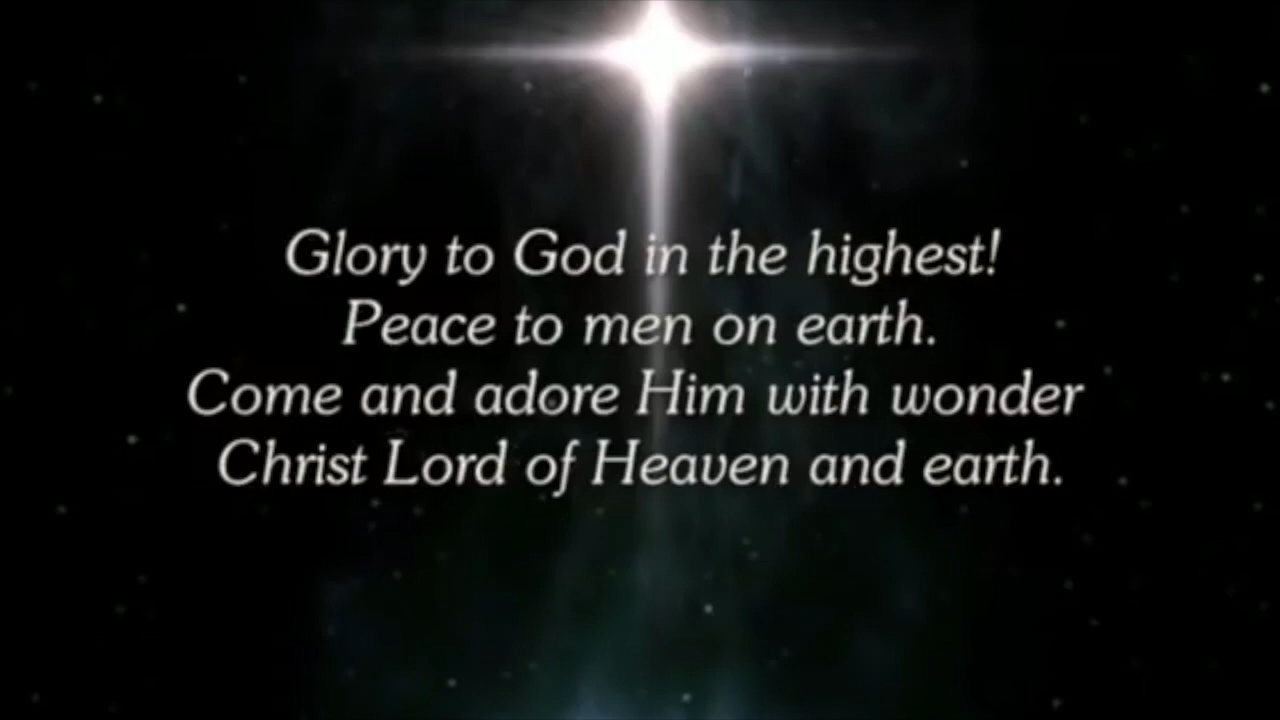 Glory to God in the highest!
Peace to men on earth.
Come and adore Him with wonder
Christ Lord of Heaven and earth.